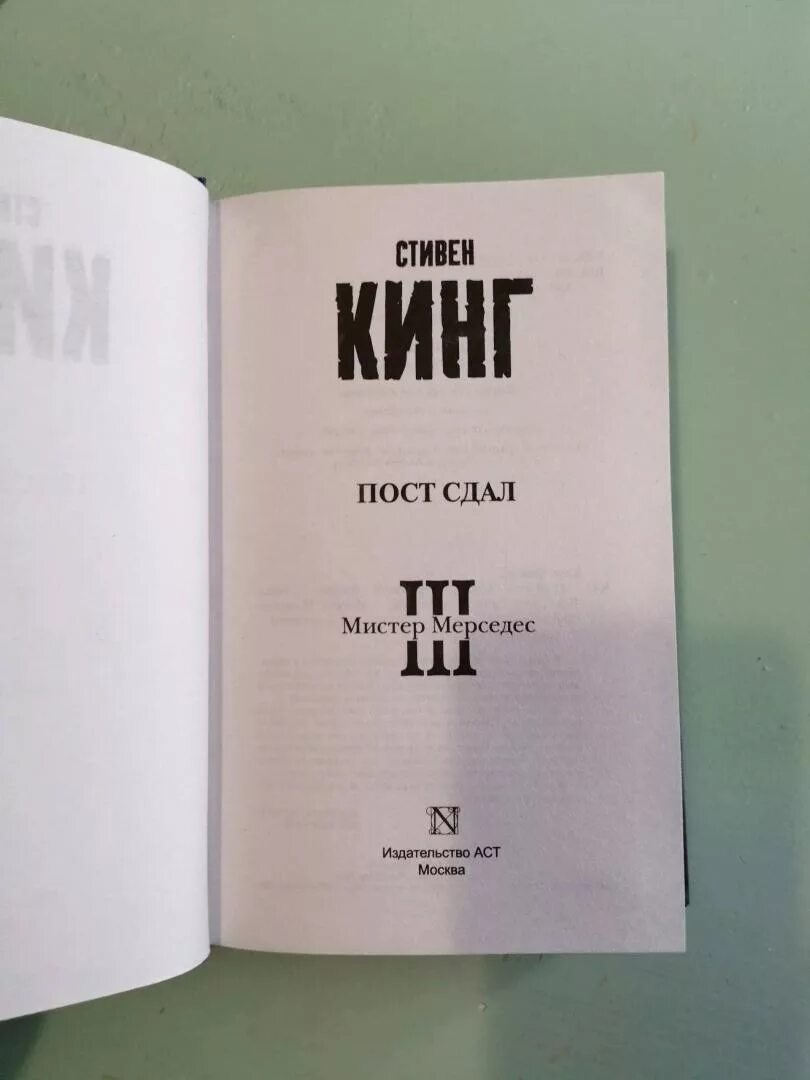 СТИВЕН
КИНГ
ПОСТ СДАЛ
III
Мистер Мерседес
N
Издательство АСТ
Москва